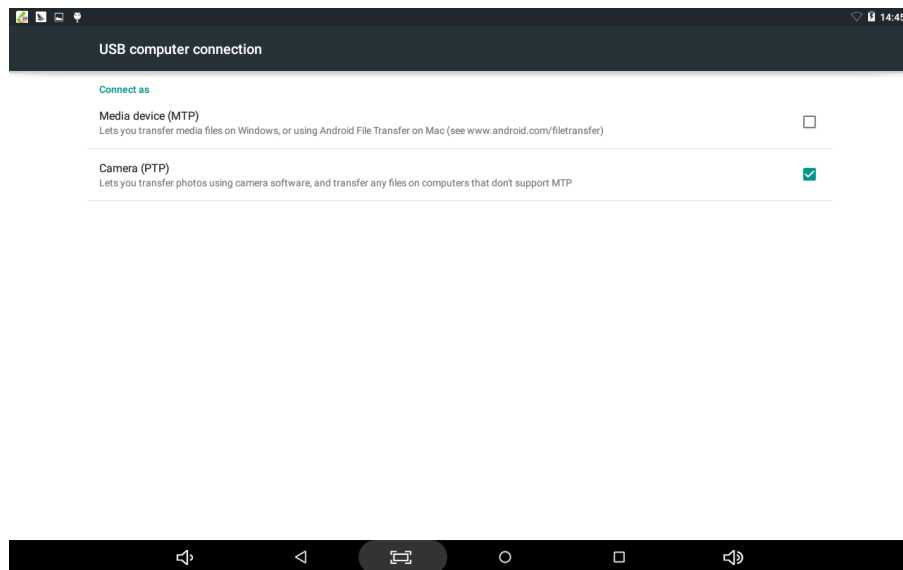 14:45
USB computer connection
Connect as
Media device (MTP)
Lets you transfer media files on Windows, or using Android File Transfer on Mac (see www.android.com/filetransfer)
Camera (PTP)
Lets you transfer photos using camera software, and transfer any files on computers that don't support MTP